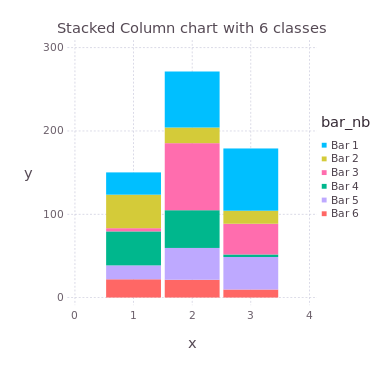 Stacked Column chart with 6 classes
300
200
100
0
y
0 1 2 3 4
x
bar_nb
Bar 1
Bar 2
Bar 3
Bar 4
Bar 5
Bar 6